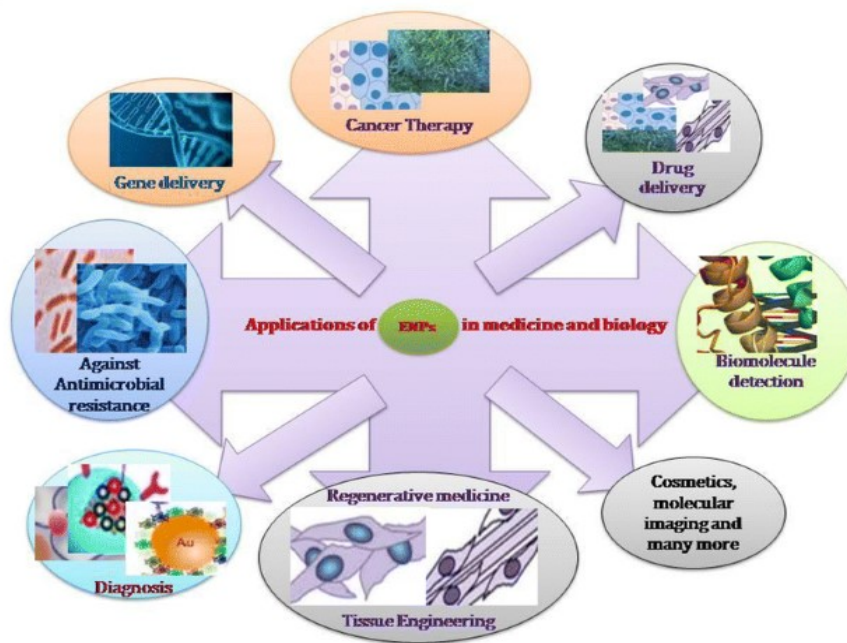 Cancer Therapy
Gene delivery
Drug
delivery
Applications of ENPs in medicine and biology
Against
Antimicrobial
resistance
Biomolecule
detection
Diagnosis
Au
Regenerative medicine
Tissue Engineering
Cosmetics,
molecular
imaging and
many more